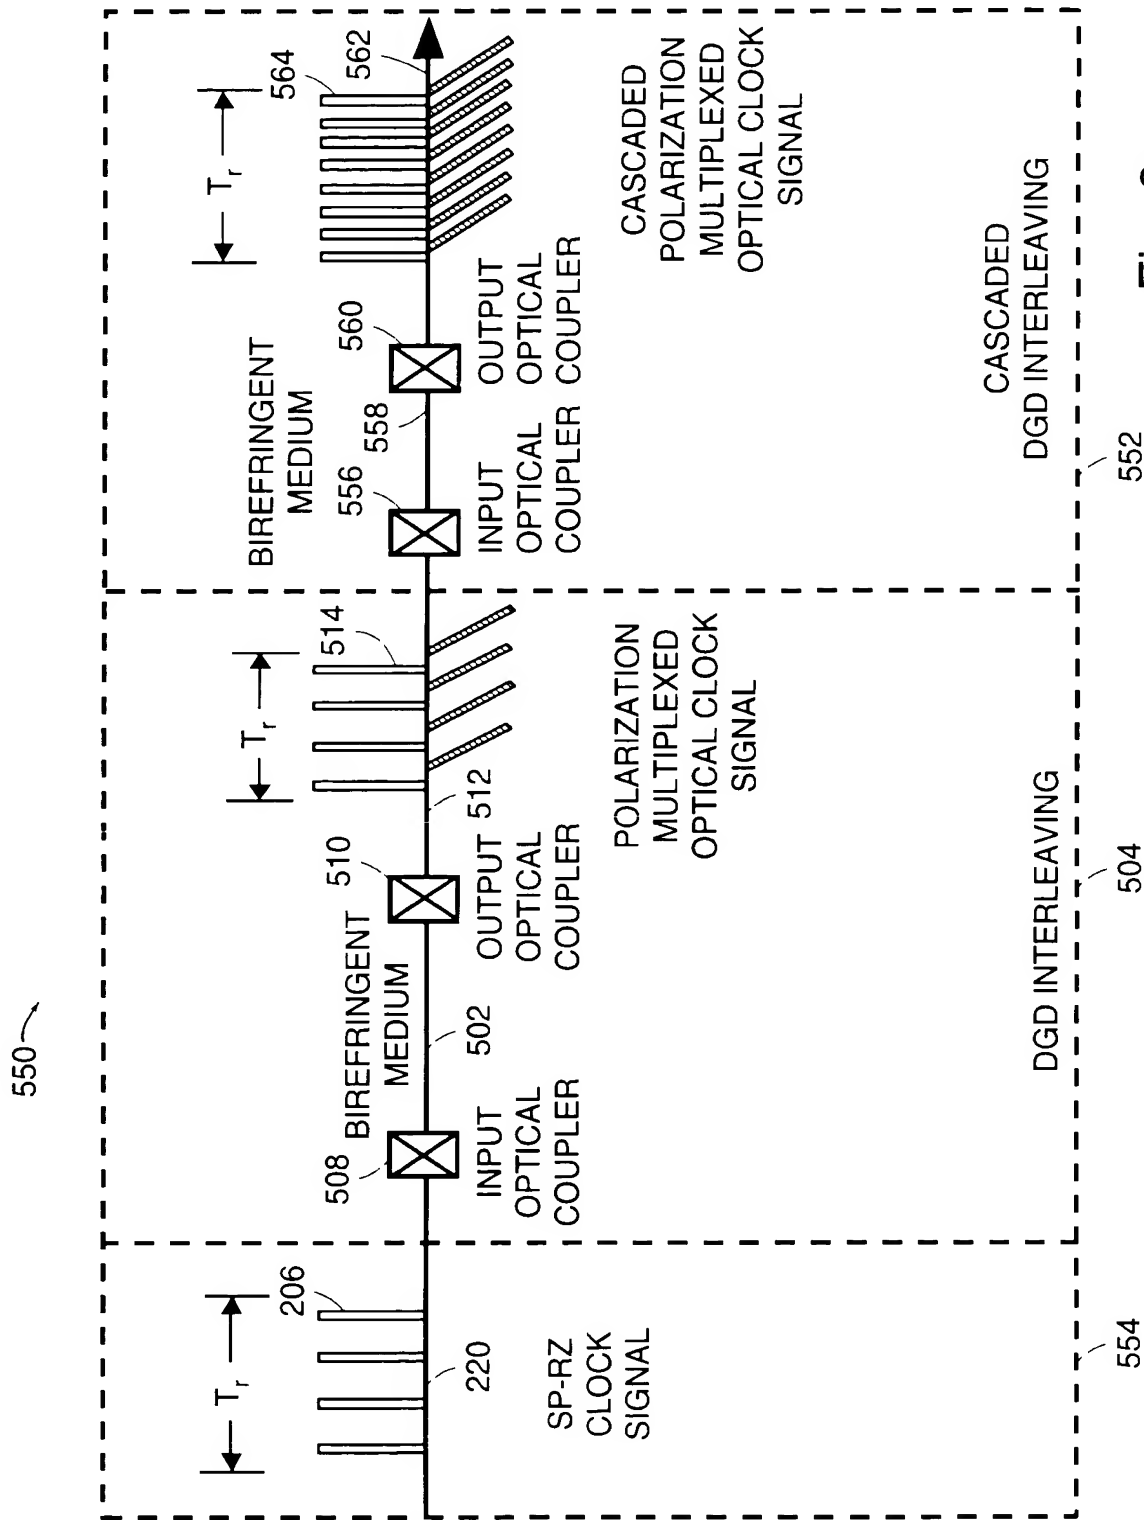 550
T_r
206
220
SP-RZ
CLOCK
SIGNAL
554
508
INPUT
OPTICAL
COUPLER
BIREFRINGENT
MEDIUM
502
510
OUTPUT
OPTICAL
COUPLER
512
T_r
514
POLARIZATION
MULTIPLEXED
OPTICAL CLOCK
SIGNAL
DGD INTERLEAVING
504
BIREFRINGENT
MEDIUM
556
INPUT
OPTICAL
COUPLER
558
560
OUTPUT
OPTICAL
COUPLER
T_r
564
562
CASCADED
POLARIZATION
MULTIPLEXED
OPTICAL CLOCK
SIGNAL
CASCADED
DGD INTERLEAVING
552